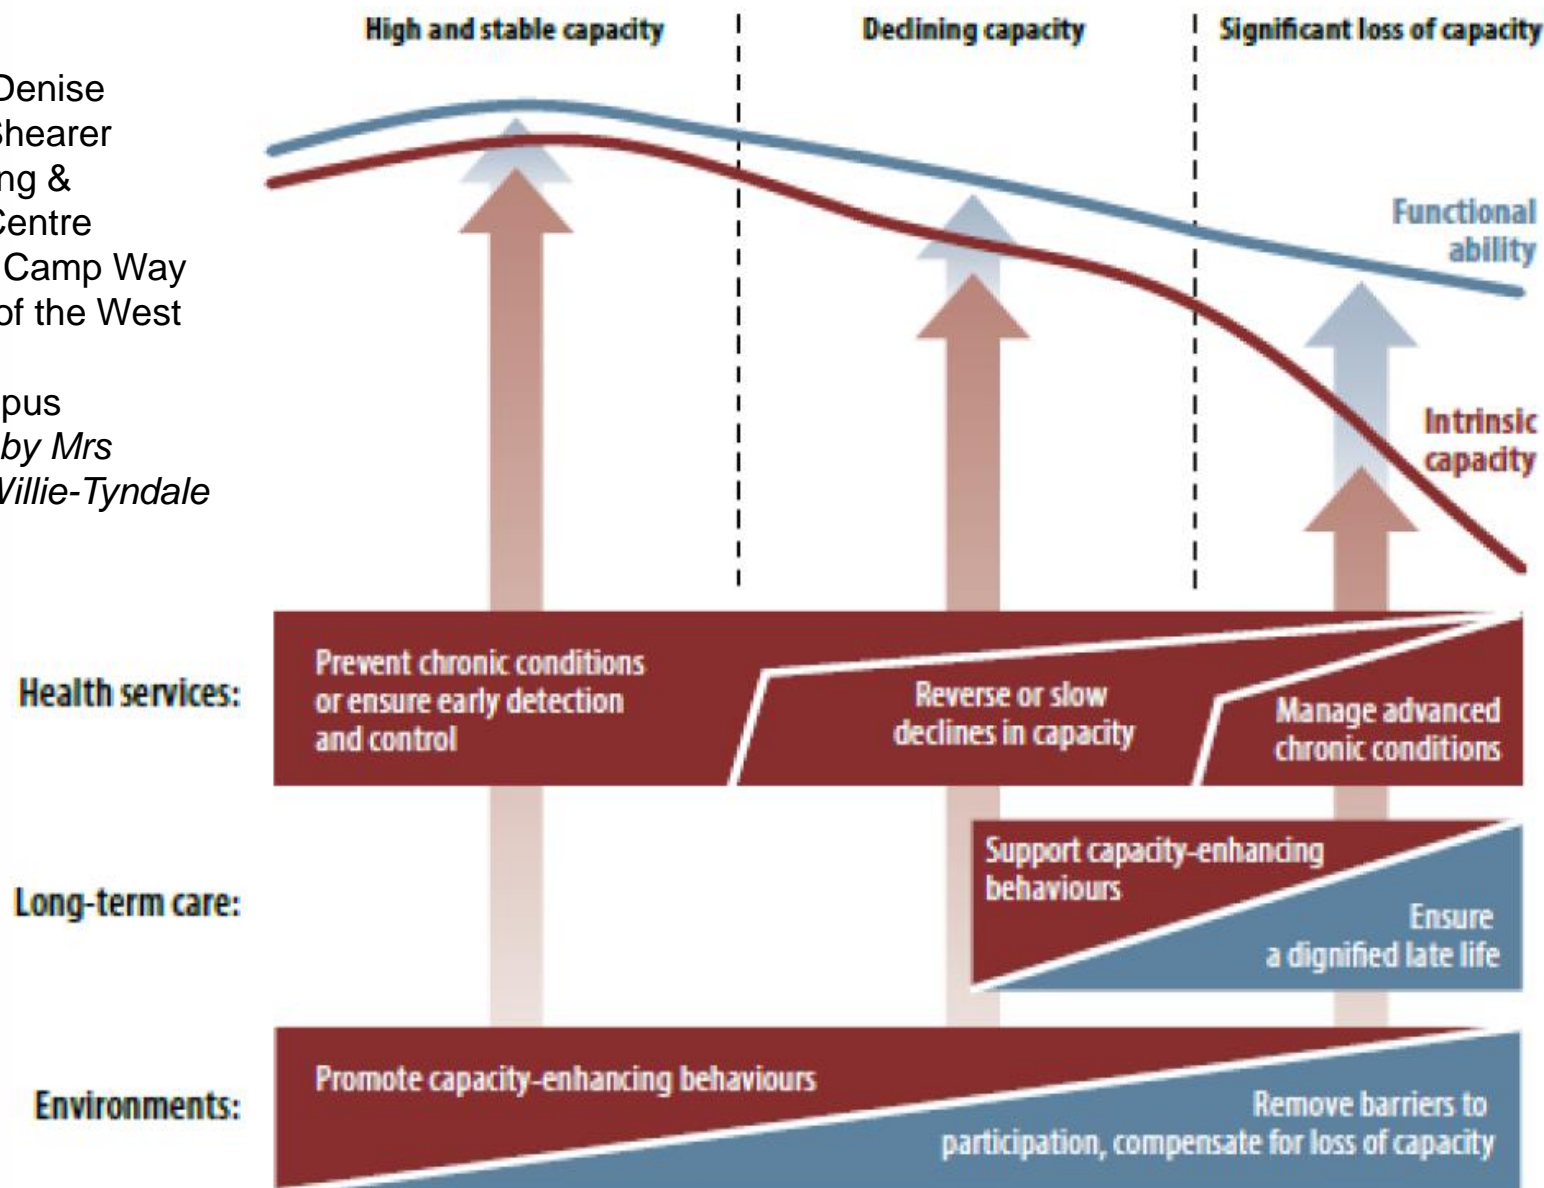 High and stable capacity
Declining capacity
Significant loss of capacity
Denise
Shearer
ng &
Centre
Camp Way
of the West
pus
by Mrs
Willie-Tyndale
Functional
ability
Intrinsic
capacity
Health services:
Prevent chronic conditions
or ensure early detection
and control
Reverse or slow
declines in capacity
Manage advanced
chronic conditions
Long-term care:
Support capacity-enhancing
behaviours
Ensure
a dignified late life
Environments:
Promote capacity-enhancing behaviours
Remove barriers to
participation, compensate for loss of capacity